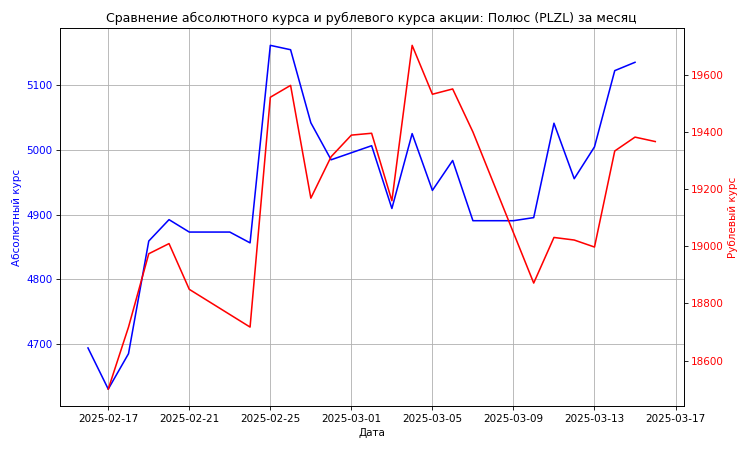 Сравнение абсолютного курса и рублевого курса акции: Полюс (PLZL) за месяц
Абсолютный курс
5100
5000
4900
4800
4700
19600
19400
19200
19000
18800
18600
Рублевый курс
2025-02-17 2025-02-21 2025-02-25 2025-03-01 2025-03-05 2025-03-09 2025-03-13 2025-03-17
Дата